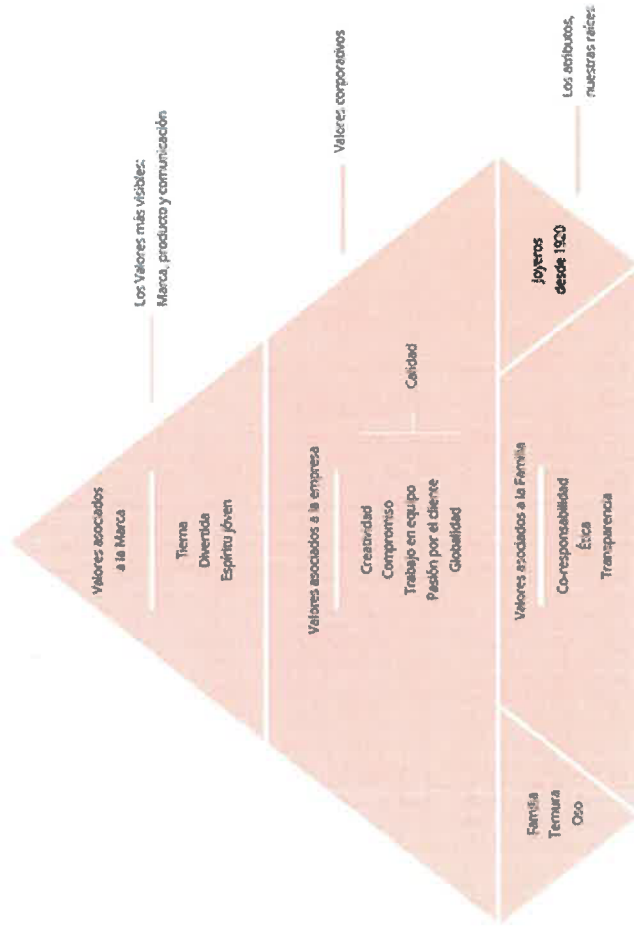 Valores asociados
a la Marca
Tierna
Divertida
Espíritu jóven
Los Valores más visibles:
Marca, producto y comunicación
Valores asociados a la empresa
Creatividad
Compromiso
Trabajo en equipo
Pasión por el cliente
Globalidad
Calidad
Valores corporativos
Familia
Ternura
Oso
Valores asociados a la Familia
Co-responsabilidad
Ética
Transparencia
Joyeros
desde 1920
Los atributos,
nuestras raíces